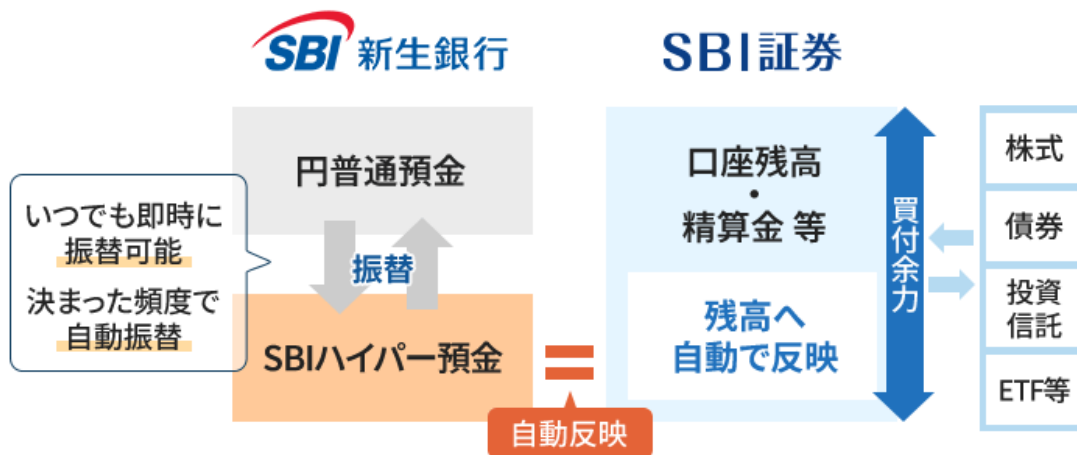 SBI 新生銀行
SBI証券
円普通預金
いつでも即時に
振替可能
決まった頻度で
自動振替
振替
SBIハイパー預金
自動反映
口座残高
・
精算金 等
残高へ
自動で反映
買付余力
株式
債券
投資
信託
ETF等